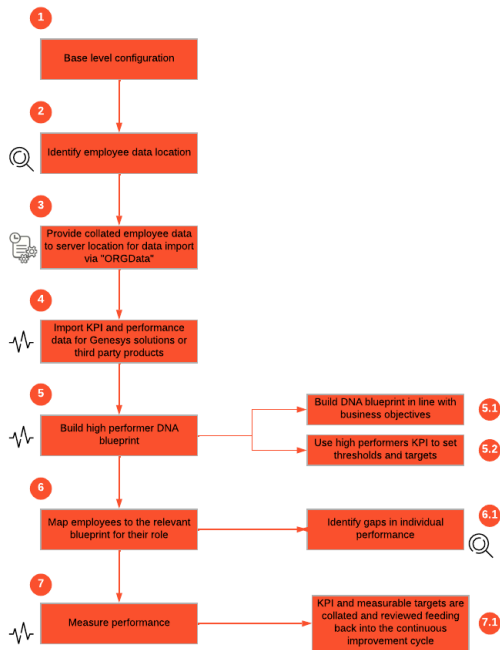 1
Base level configuration
2
Identify employee data location
3
Provide collated employee data
to server location for data import
via "ORGData"
4
Import KPI and performance
data for Genesys solutions or
third party products
5
Build high performer DNA
blueprint
Build DNA blueprint in line with
business objectives
5.1
Use high performers KPI to set
thresholds and targets
5.2
6
Map employees to the relevant
blueprint for their role
Identify gaps in individual
performance
6.1
7
Measure performance
KPI and measurable targets are
collated and reviewed feeding
back into the continuous
improvement cycle
7.1